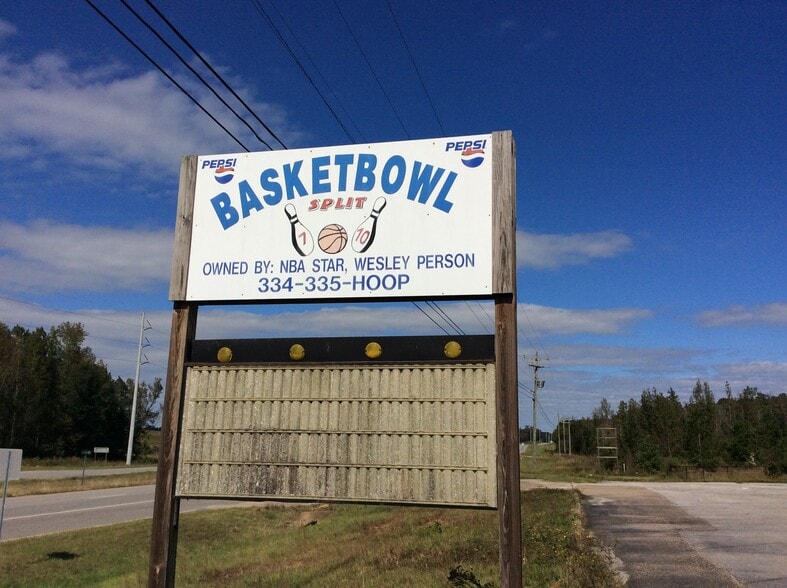 PEPSI
PEPSI
BASKETBOWL
SPLIT
7 10
OWNED BY: NBA STAR, WESLEY PERSON
334-335-HOOP